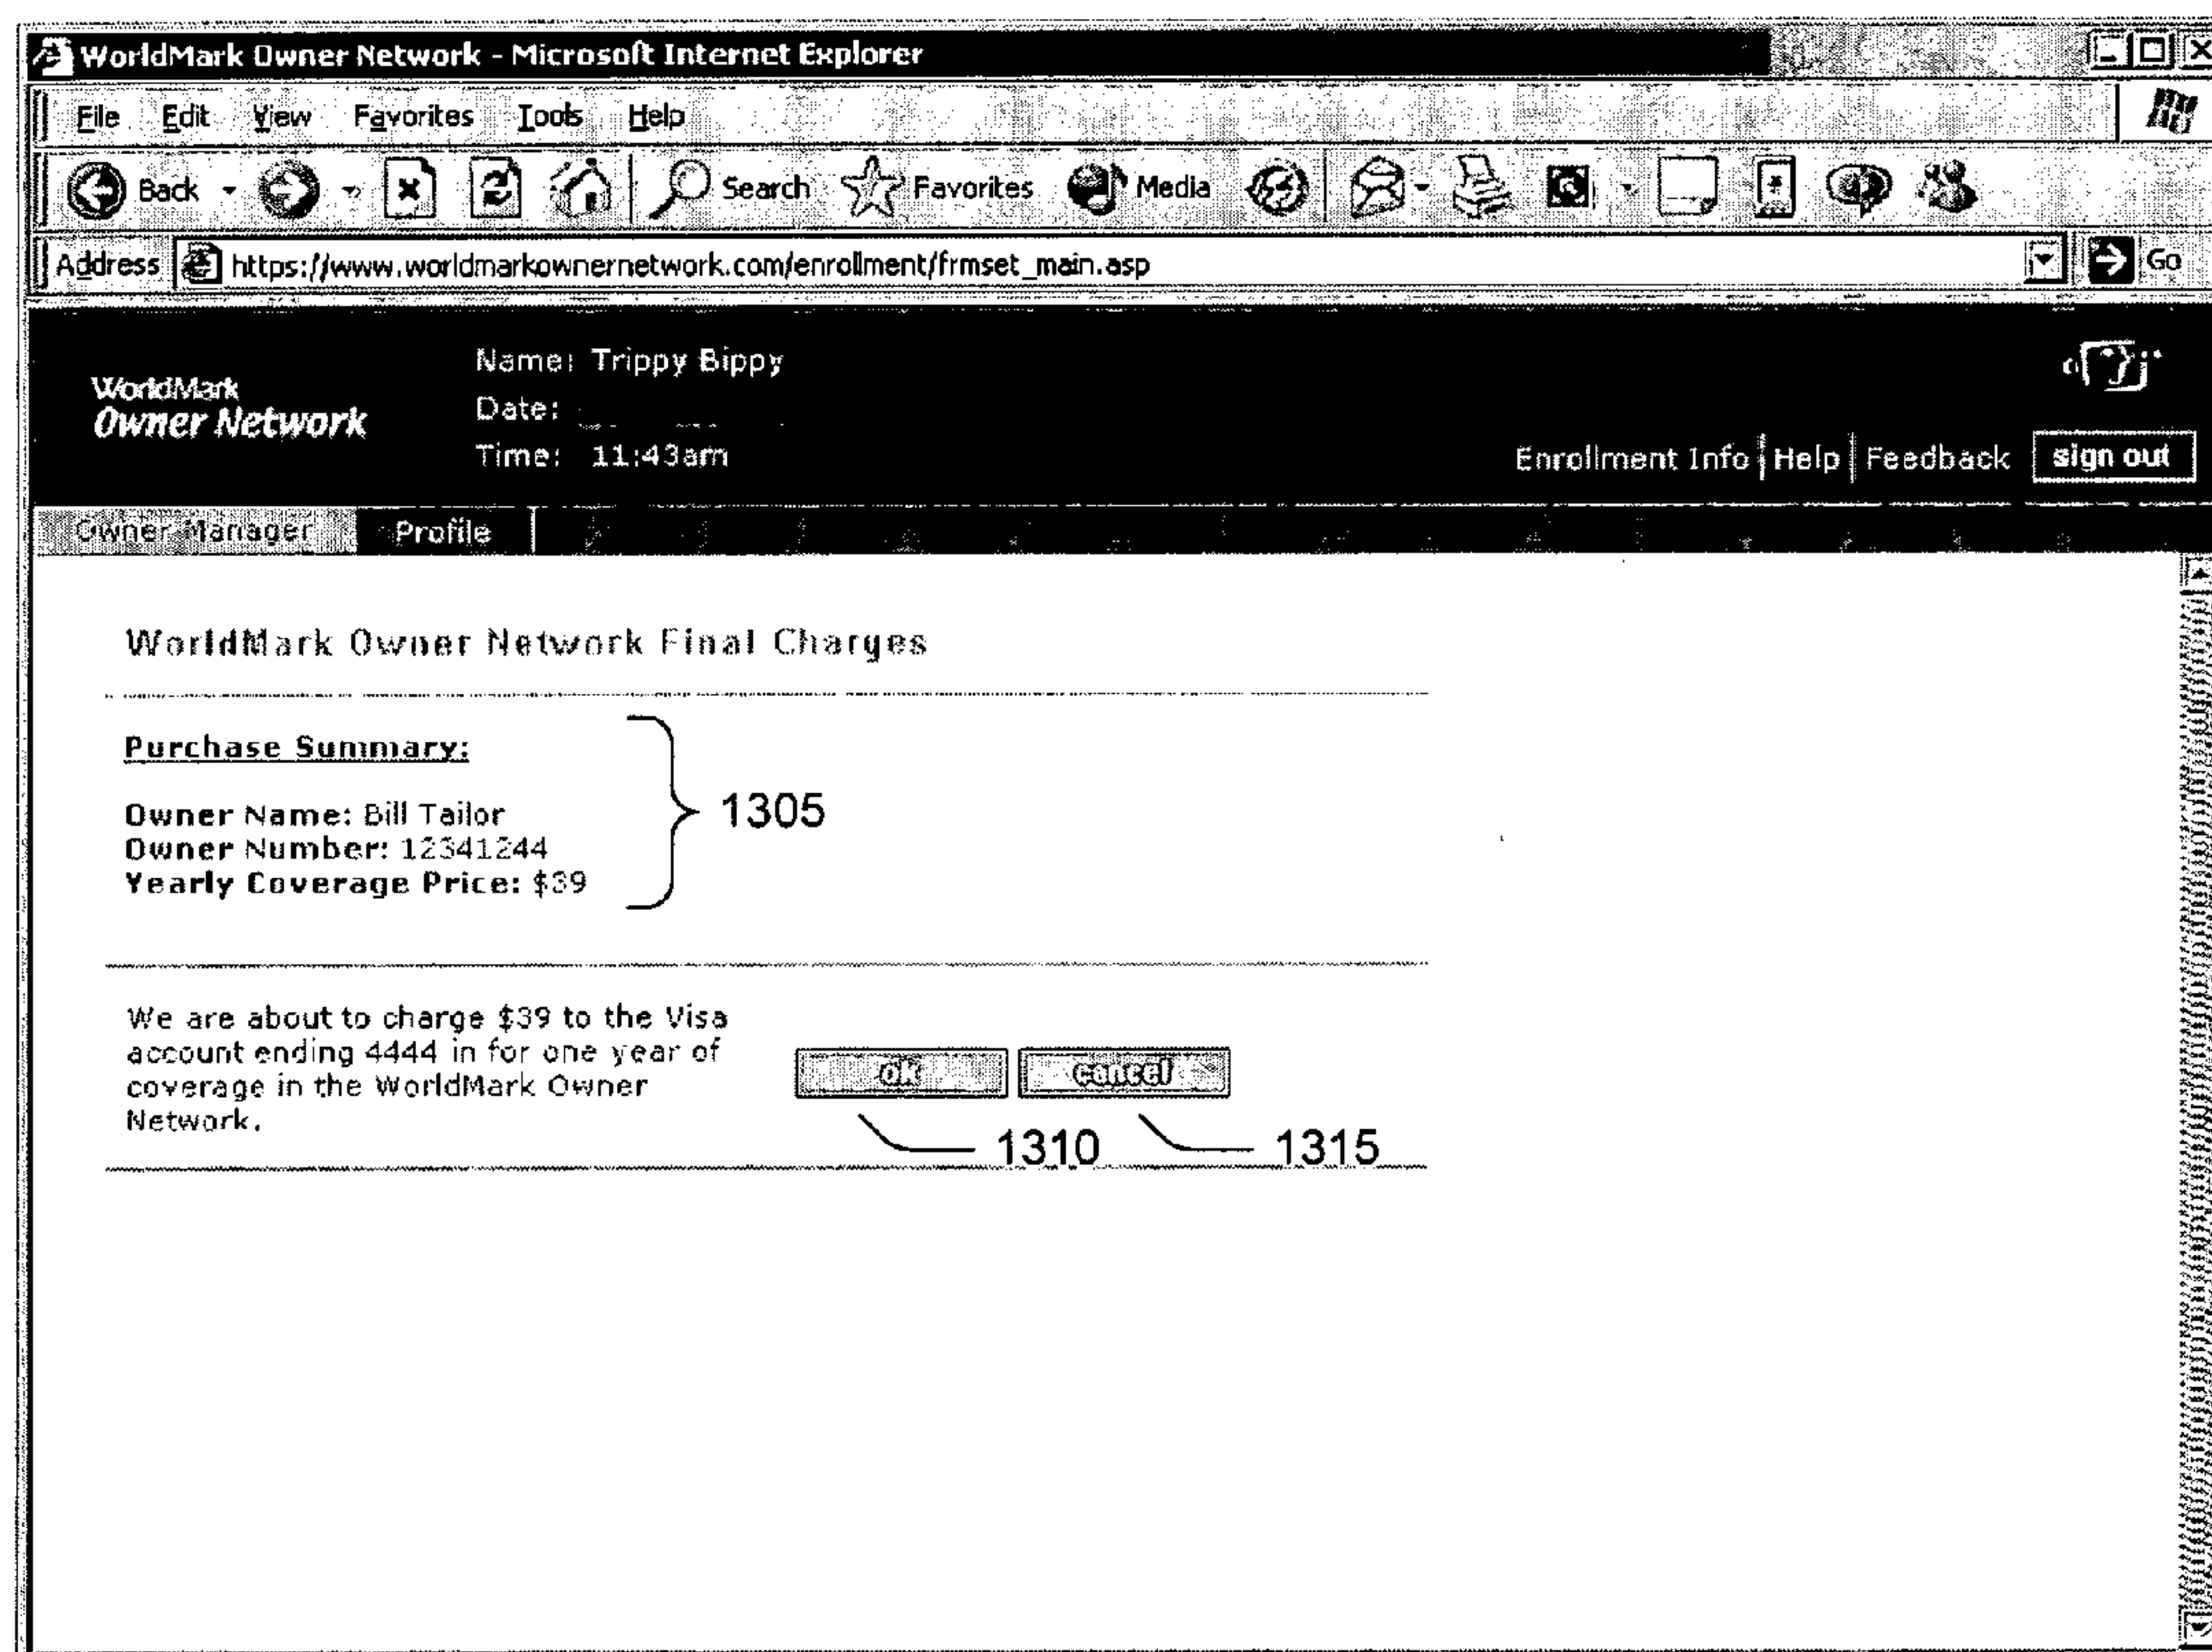 WorldMark Owner Network - Microsoft Internet Explorer
File Edit View Favorites Tools Help
Back Search Favorites Media
Address https://www.worldmarkownernetwork.com/enrollment/frmset_main.asp Go
WorldMark
Owner Network
Name: Trippy Bippy
Date:
Time: 11:43am
Enrollment Info Help Feedback sign out
Owner Manager Profile
WorldMark Owner Network Final Charges
Purchase Summary:
Owner Name: Bill Tailor
Owner Number: 12341244
Yearly Coverage Price: $39
1305
We are about to charge $39 to the Visa
account ending 4444 in for one year of
coverage in the WorldMark Owner
Network.
ok cancel
1310 1315